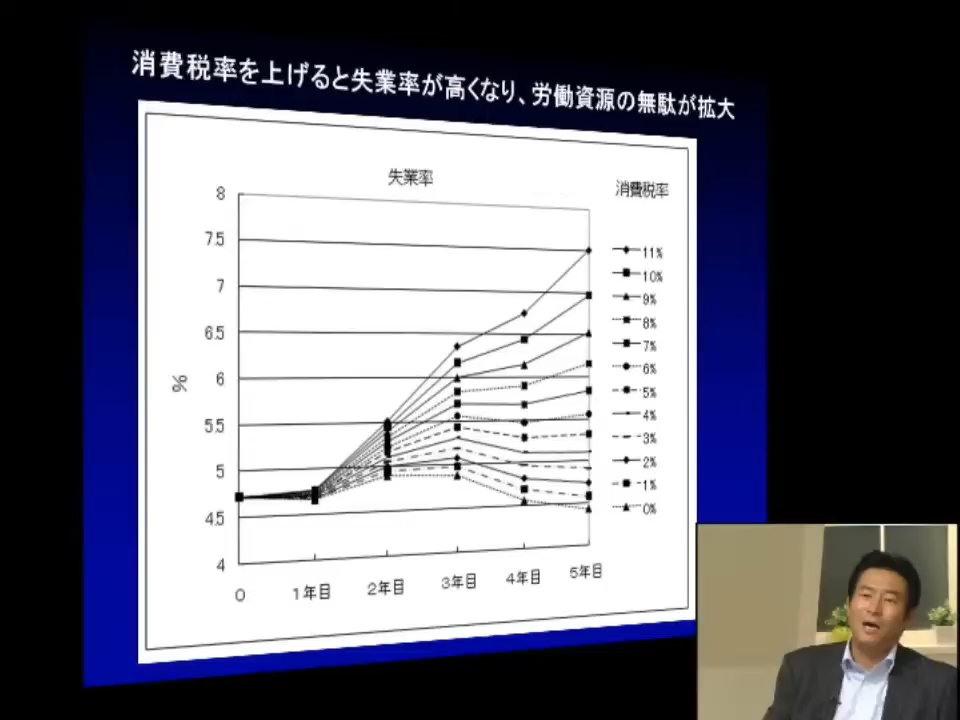 消費税率を上げると失業率が高くなり、労働資源の無駄が拡大
失業率
消費税率
%
8
7.5
7
6.5
6
5.5
5
4.5
4
0
1年目
2年目
3年目
4年目
5年目
11%
10%
9%
8%
7%
6%
5%
4%
3%
2%
1%
0%